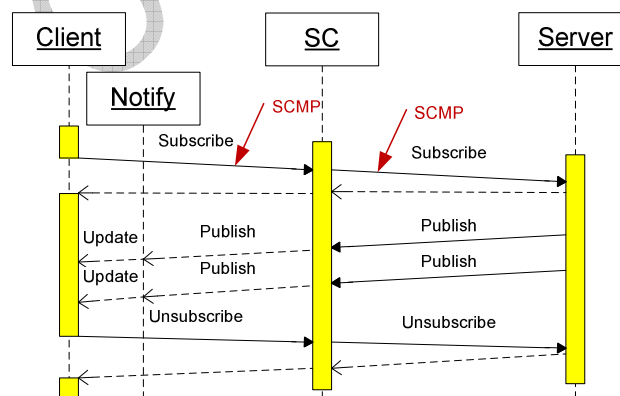 Client
SC
Server
Notify
SCMP
SCMP
Subscribe
Subscribe
Publish
Publish
Update
Publish
Publish
Update
Unsubscribe
Unsubscribe